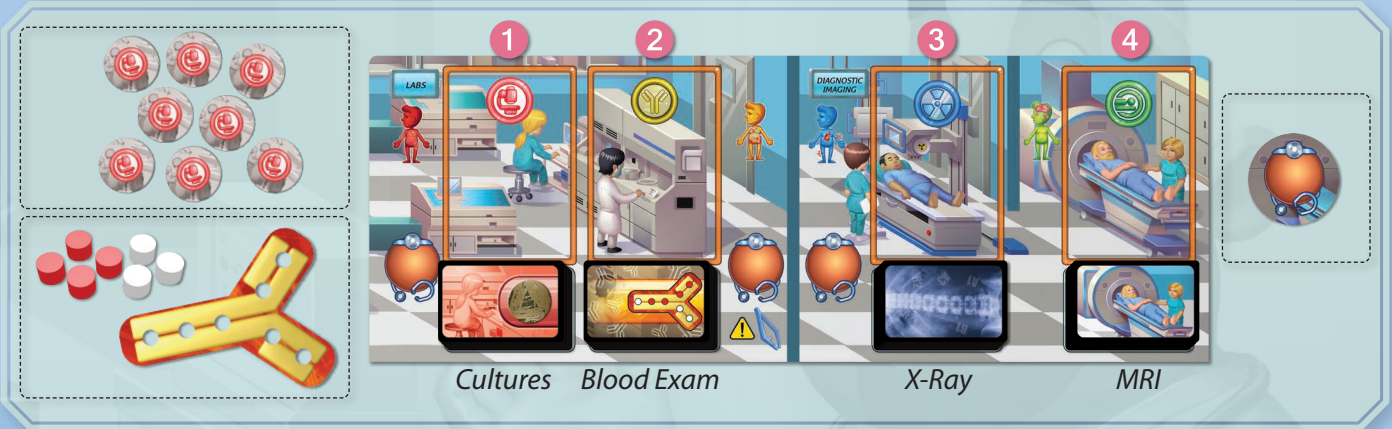 1
2
3
4
LABS
DIAGNOSTIC
IMAGING
Cultures
Blood Exam
X-Ray
MRI